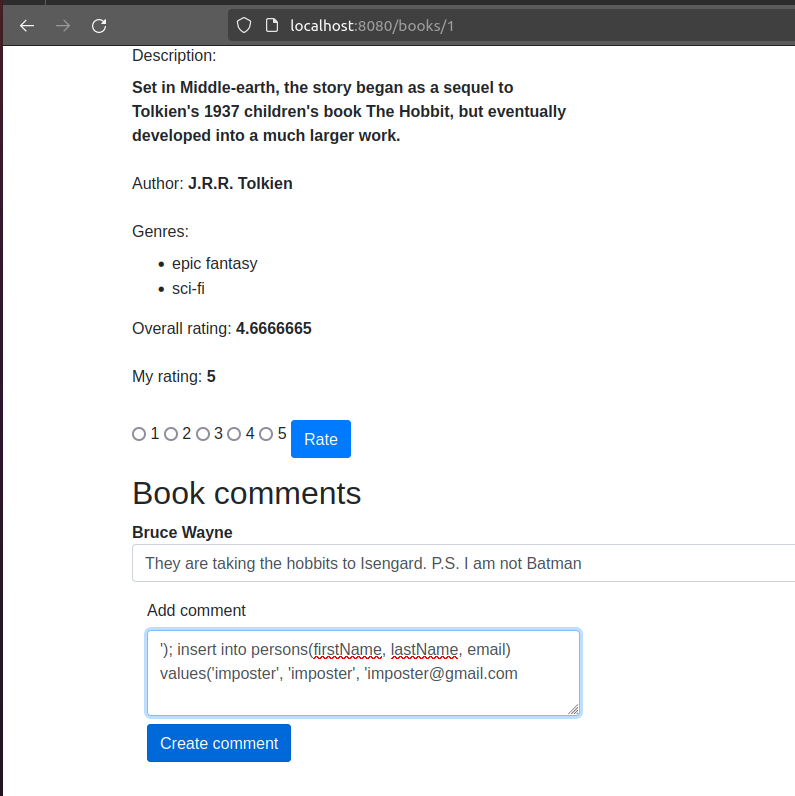 localhost:8080/books/1
Description:
Set in Middle-earth, the story began as a sequel to
Tolkien's 1937 children's book The Hobbit, but eventually
developed into a much larger work.
Author: J.R.R. Tolkien
Genres:
epic fantasy
sci-fi
Overall rating: 4.6666665
My rating: 5
1 2 3 4 5 Rate
Book comments
Bruce Wayne
They are taking the hobbits to Isengard. P.S. I am not Batman
Add comment
'); insert into persons(firstName, lastName, email)
values('imposter', 'imposter', 'imposter@gmail.com
Create comment